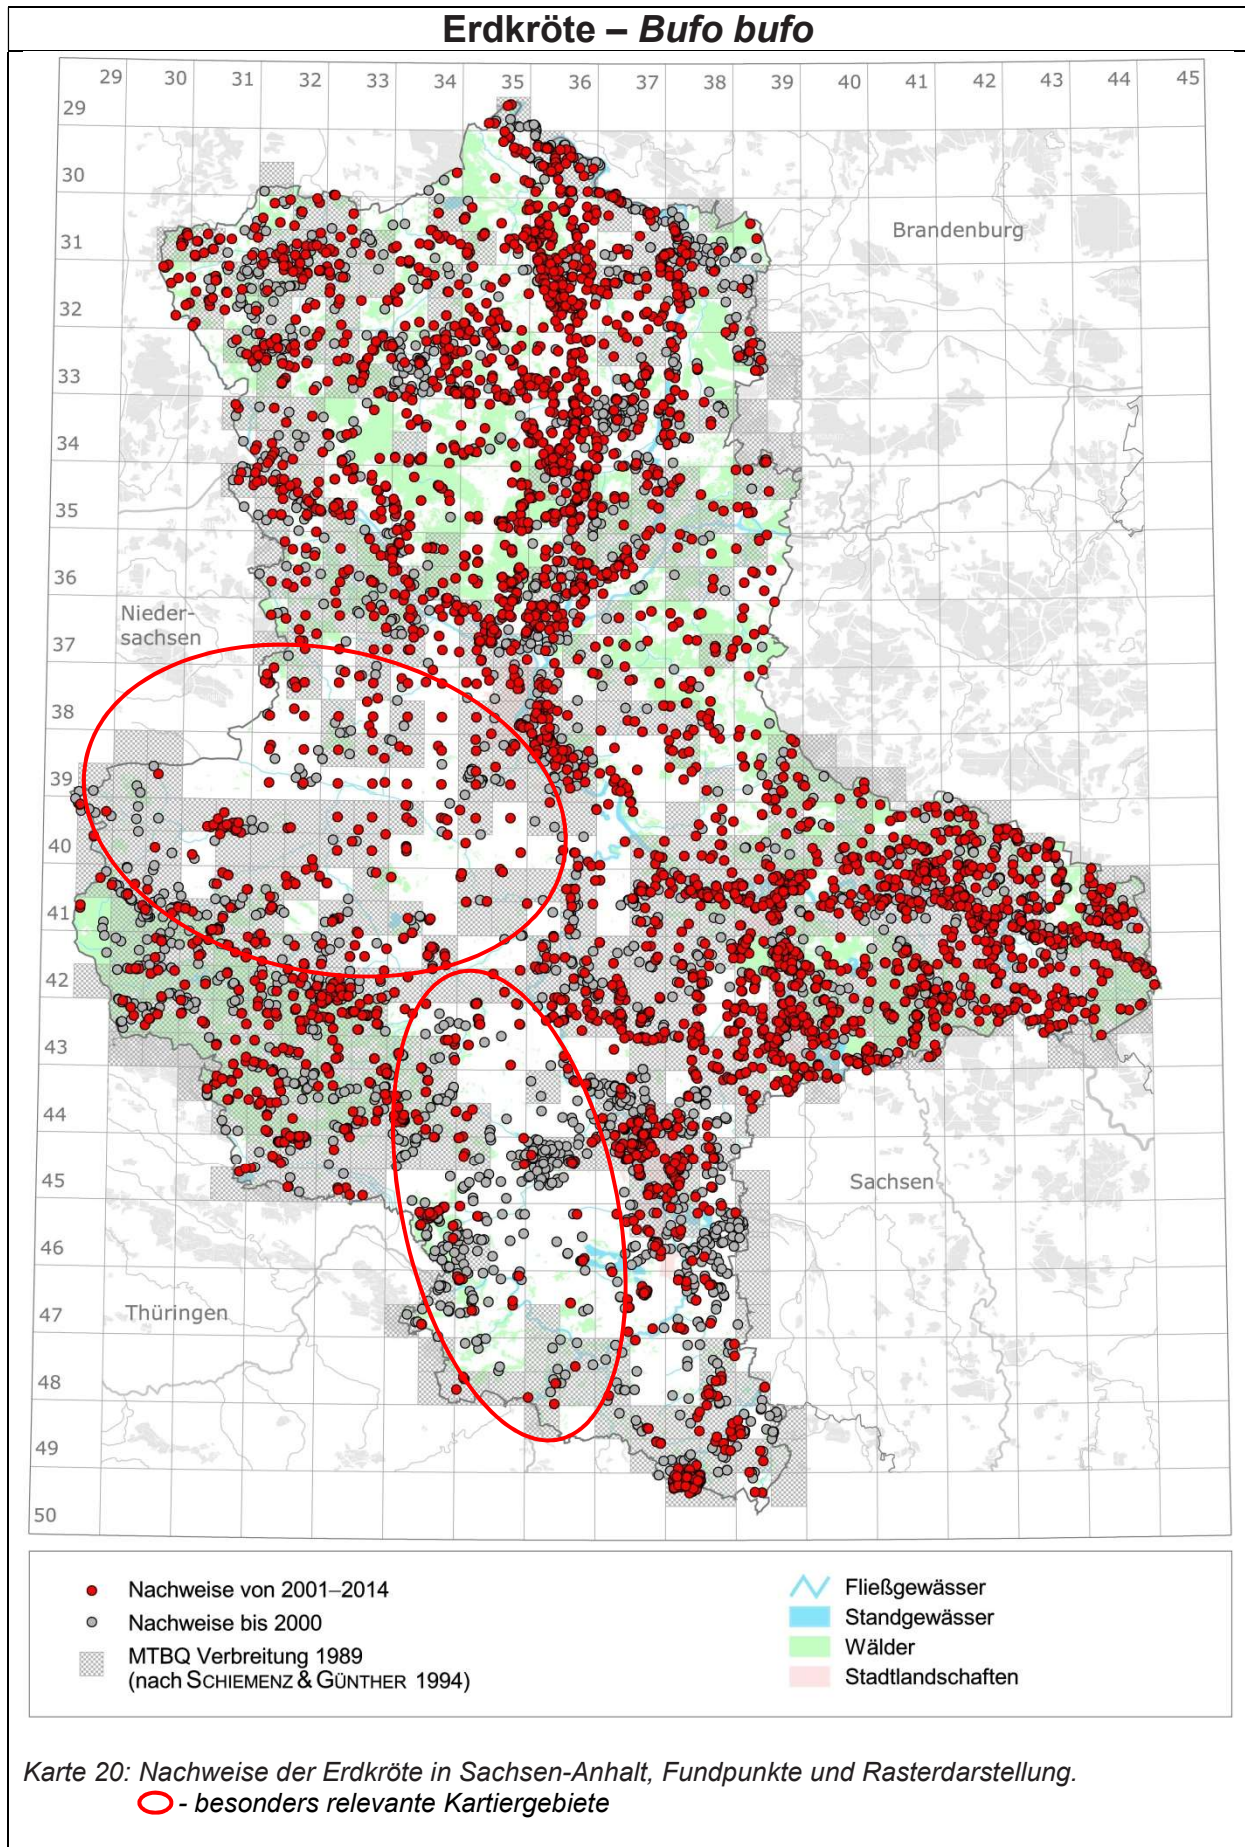 Erdkröte – Bufo bufo
29 30 31 32 33 34 35 36 37 38 39 40 41 42 43 44 45
29
30
31
Brandenburg
32
33
34
35
36
Nieder-
sachsen
37
38
39
40
41
42
43
44
45
Sachsen
46
47
Thüringen
48
49
50
Nachweise von 2001–2014
Nachweise bis 2000
MTBQ Verbreitung 1989
(nach SCHIEMENZ & GÜNTHER 1994)
Fließgewässer
Standgewässer
Wälder
Stadtlandschaften
Karte 20: Nachweise der Erdkröte in Sachsen-Anhalt, Fundpunkte und Rasterdarstellung.
- besonders relevante Kartiergebiete